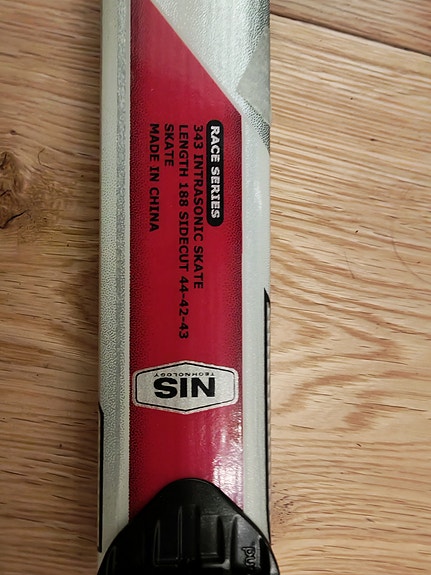 RACE SERIES
343 INTRASONIC SKATE
LENGTH 188 SIDECUT 44-42-43
SKATE
MADE IN CHINA
NIS
TECHNOLOGY